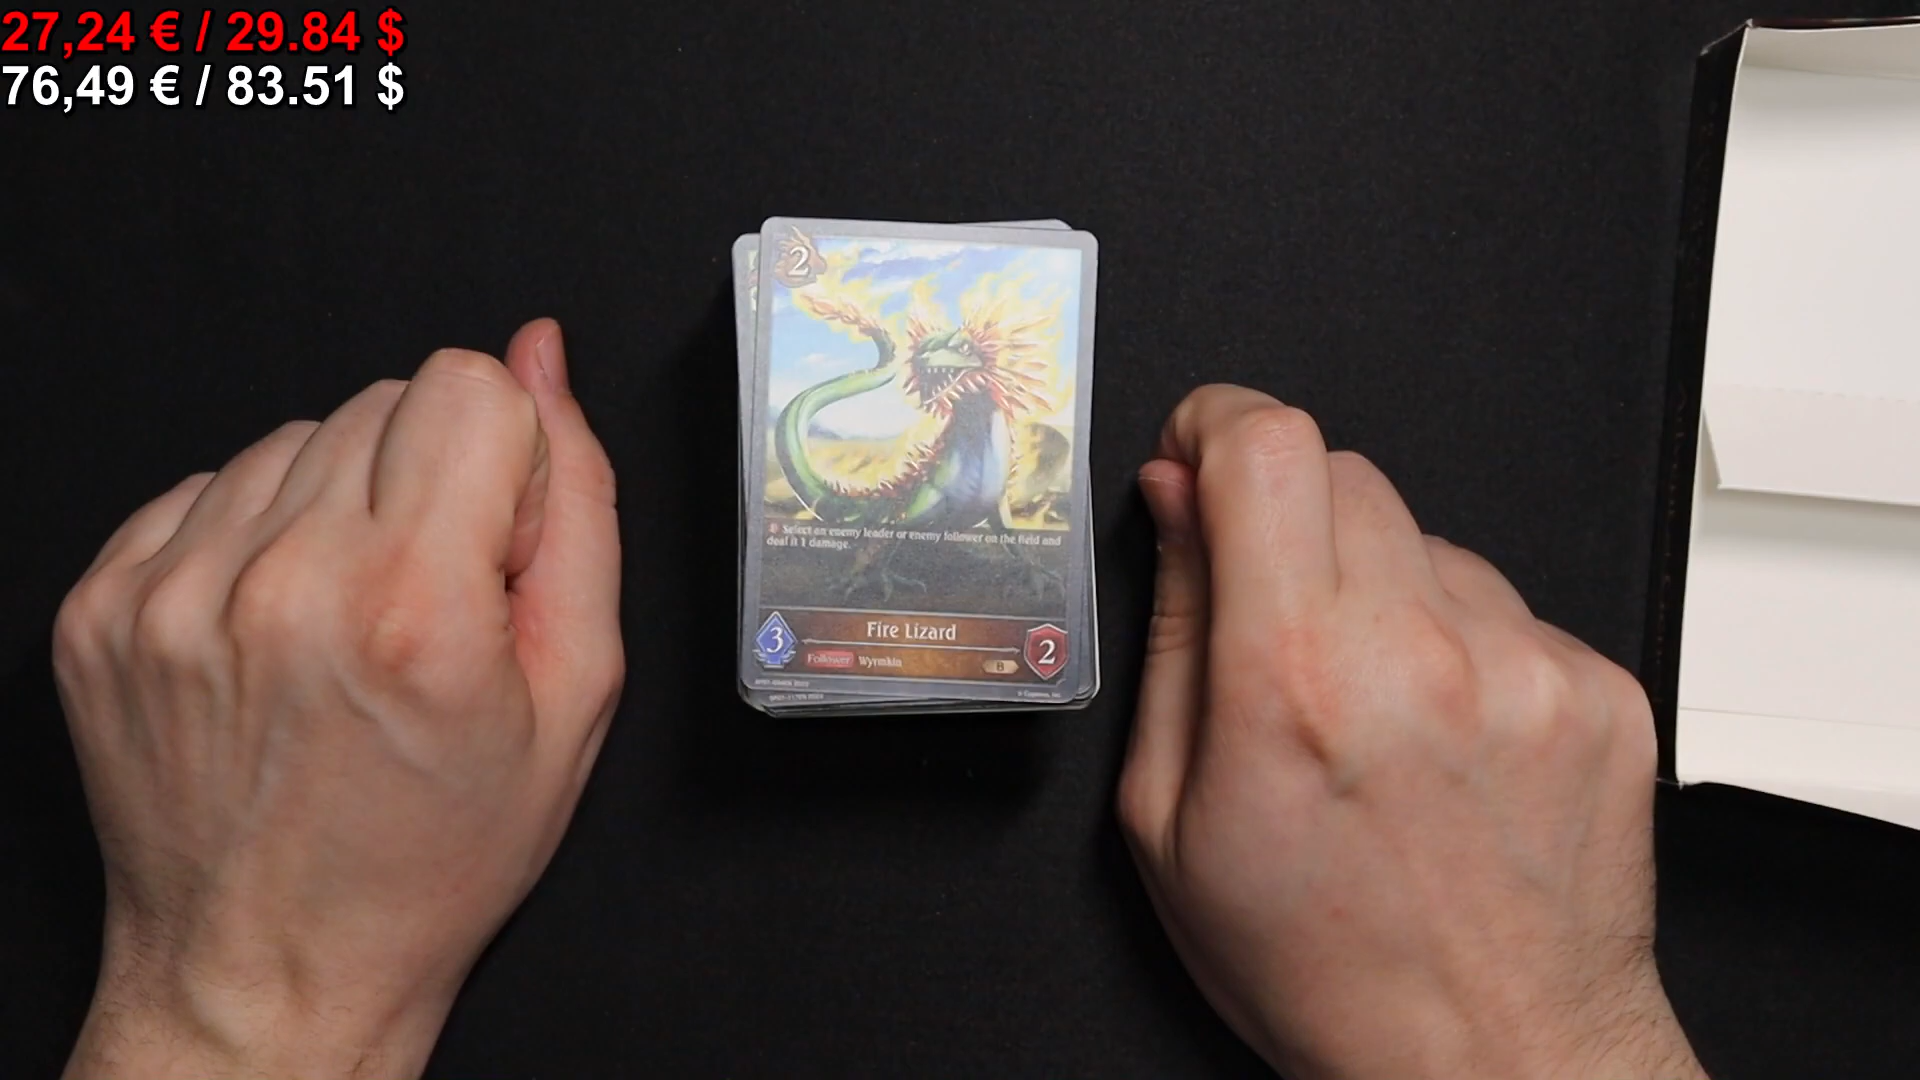 27,24 € / 29.84 $
76,49 € / 83.51 $
2
Select an enemy leader or enemy follower on the field and
deal it 1 damage.
Fire Lizard
3
2
Follower Wyrmkin
B